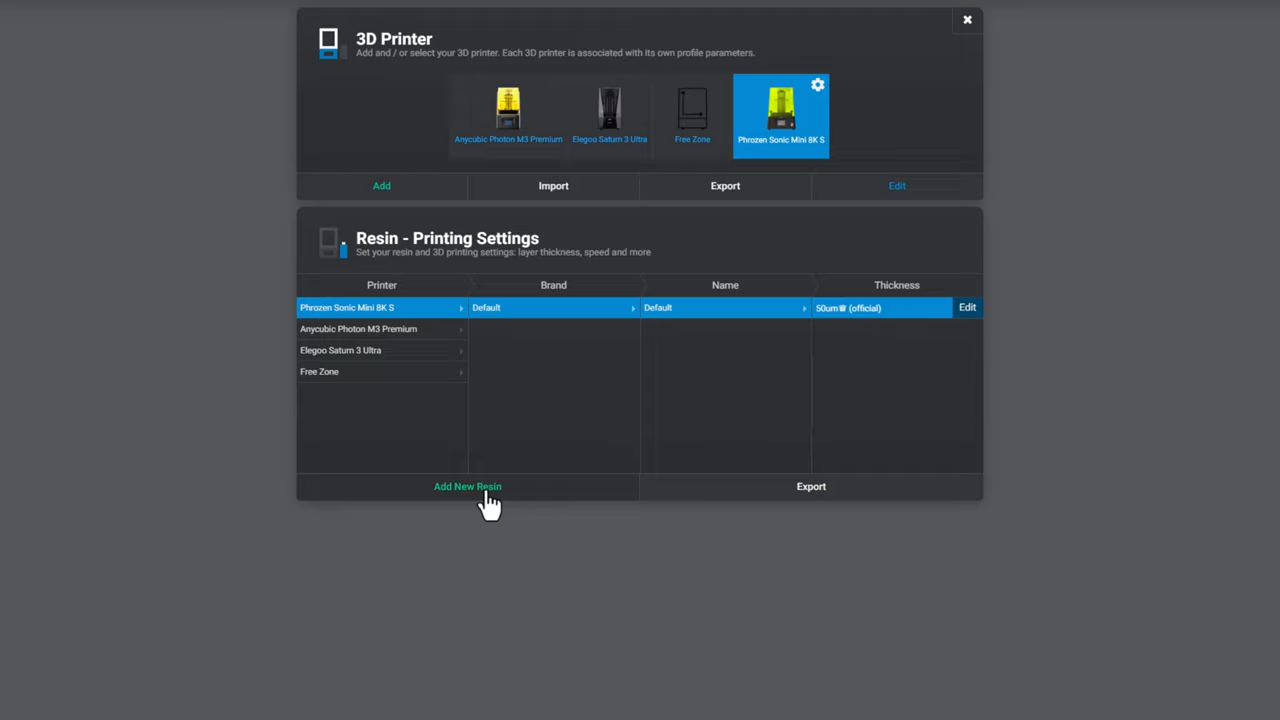 3D Printer
Add and / or select your 3D printer. Each 3D printer is associated with its own profile parameters.
Anycubic Photon M3 Premium
Elegoo Saturn 3 Ultra
Free Zone
Phrozen Sonic Mini 8K S
Add
Import
Export
Edit
Resin - Printing Settings
Set your resin and 3D printing settings: layer thickness, speed and more
Printer
Brand
Name
Thickness
Phrozen Sonic Mini 8K S
Default
Default
50um (official)
Edit
Anycubic Photon M3 Premium
Elegoo Saturn 3 Ultra
Free Zone
Add New Resin
Export